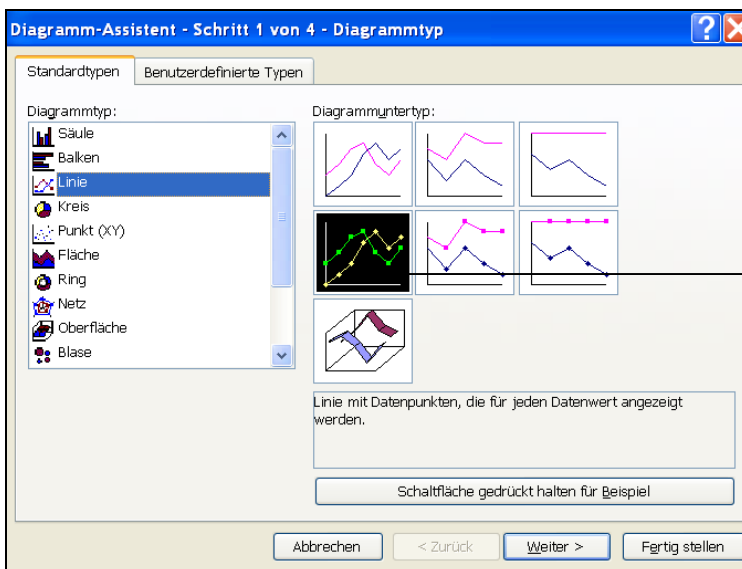 Diagramm-Assistent - Schritt 1 von 4 - Diagrammtyp
Standardtypen
Benutzerdefinierte Typen
Diagrammtyp:
Säule
Balken
Linie
Kreis
Punkt (XY)
Fläche
Ring
Netz
Oberfläche
Blase
Diagrammuntertyp:
Linie mit Datenpunkten, die für jeden Datenwert angezeigt
werden.
Schaltfläche gedrückt halten für Beispiel
Abbrechen
< Zurück
Weiter >
Fertig stellen